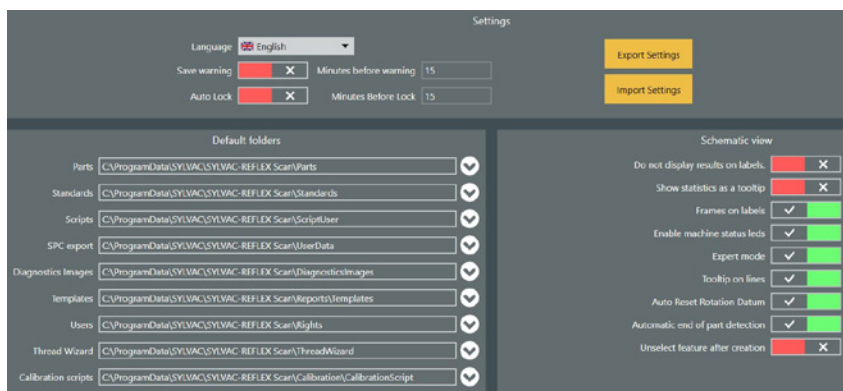 Settings
Language English
Save warning Minutes before warning 15
Auto Lock Minutes Before Lock 15
Export Settings
Import Settings
Default folders
Parts C:\ProgramData\SYLVAC\SYLVAC-REFLEX Scan\Parts
Standards C:\ProgramData\SYLVAC\SYLVAC-REFLEX Scan\Standards
Scripts C:\ProgramData\SYLVAC\SYLVAC-REFLEX Scan\ScriptUser
SPC export C:\ProgramData\SYLVAC\SYLVAC-REFLEX Scan\UserData
Diagnostics Images C:\ProgramData\SYLVAC\SYLVAC-REFLEX Scan\DiagnosticsImages
Templates C:\ProgramData\SYLVAC\SYLVAC-REFLEX Scan\Reports\Templates
Users C:\ProgramData\SYLVAC\SYLVAC-REFLEX Scan\Rights
Thread Wizard C:\ProgramData\SYLVAC\SYLVAC-REFLEX Scan\ThreadWizard
Calibration scripts C:\ProgramData\SYLVAC\SYLVAC-REFLEX Scan\Calibration\CalibrationScript
Schematic view
Do not display results on labels.
Show statistics as a tooltip
Frames on labels
Enable machine status leds
Expert mode
Tooltip on lines
Auto Reset Rotation Datum
Automatic end of part detection
Unselect feature after creation